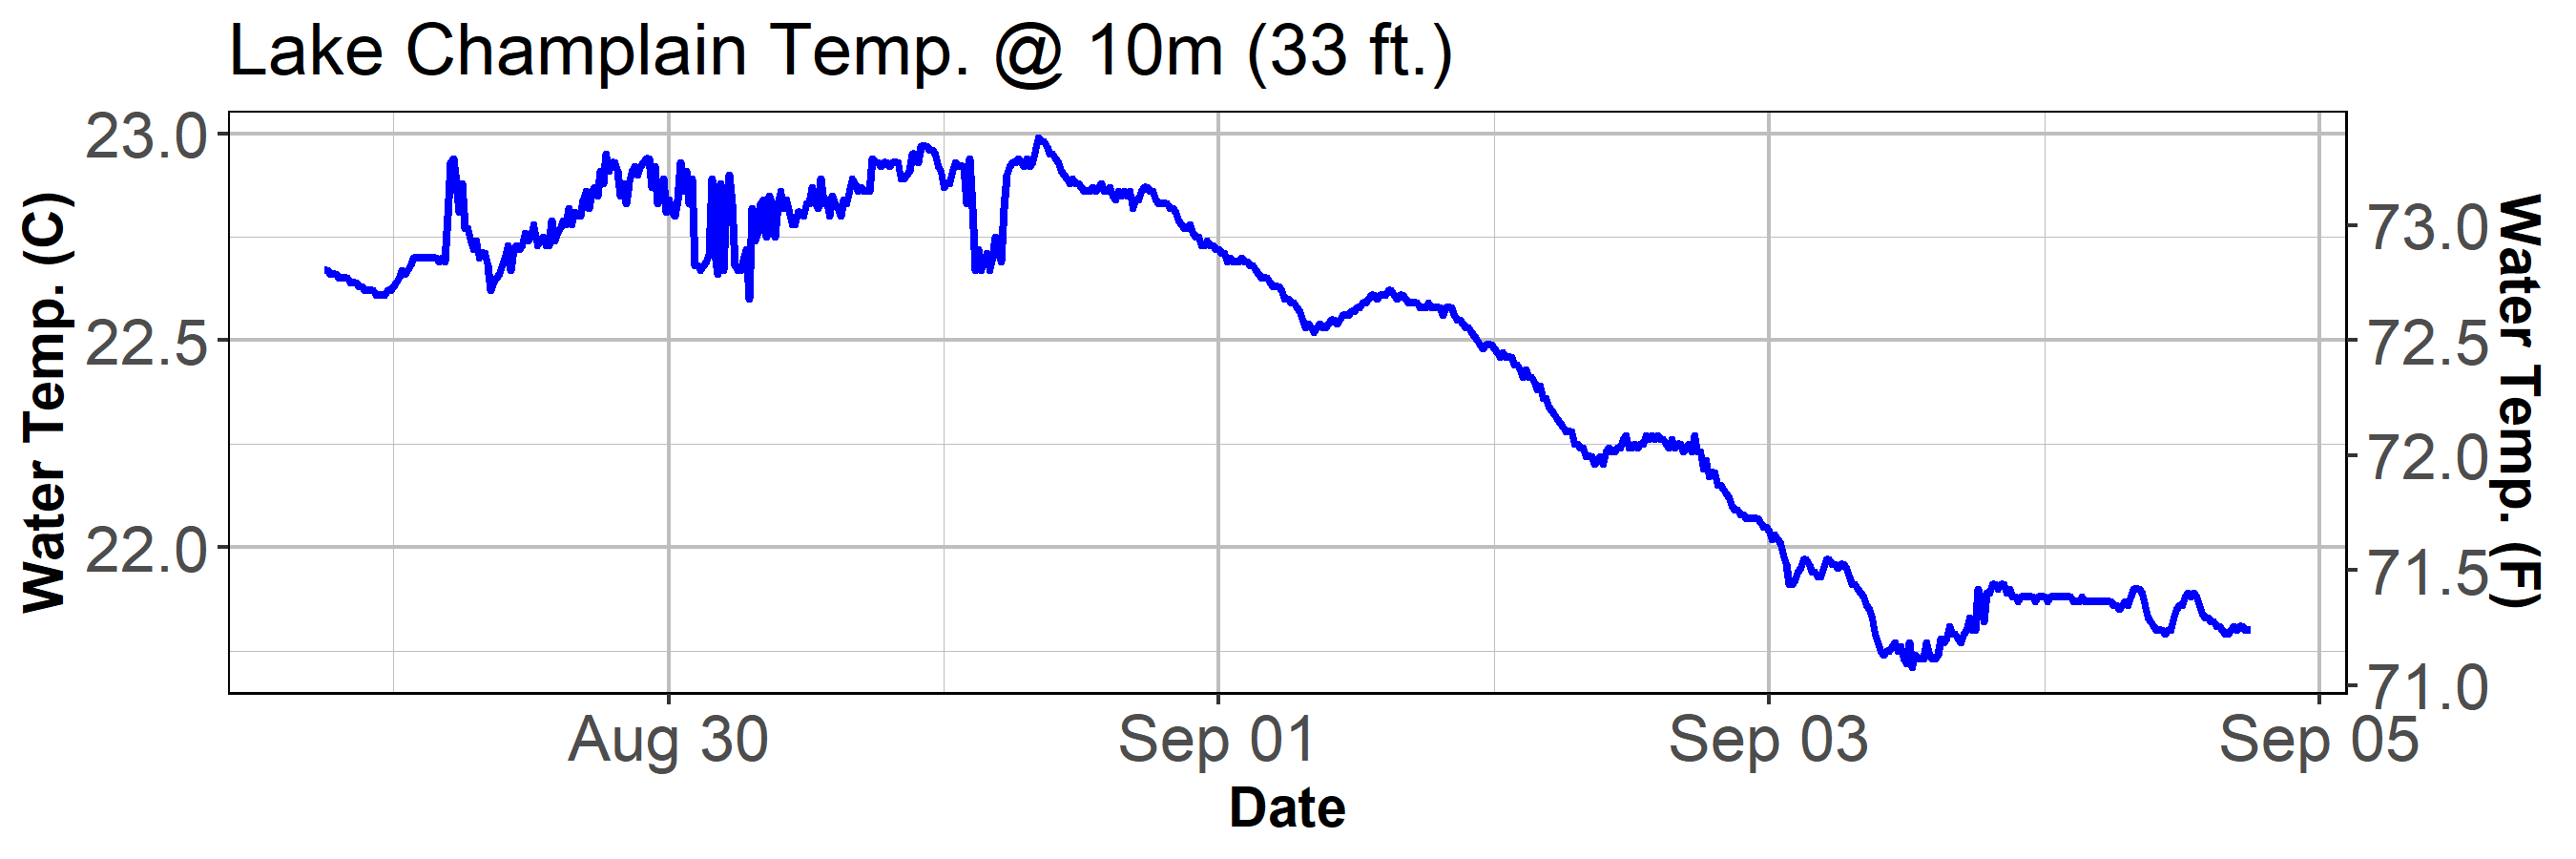 Lake Champlain Temp. @ 10m (33 ft.)
Water Temp. (C)
23.0
22.5
22.0
73.0
72.5
72.0
71.5
71.0
Water Temp. (F)
Aug 30
Sep 01
Sep 03
Sep 05
Date